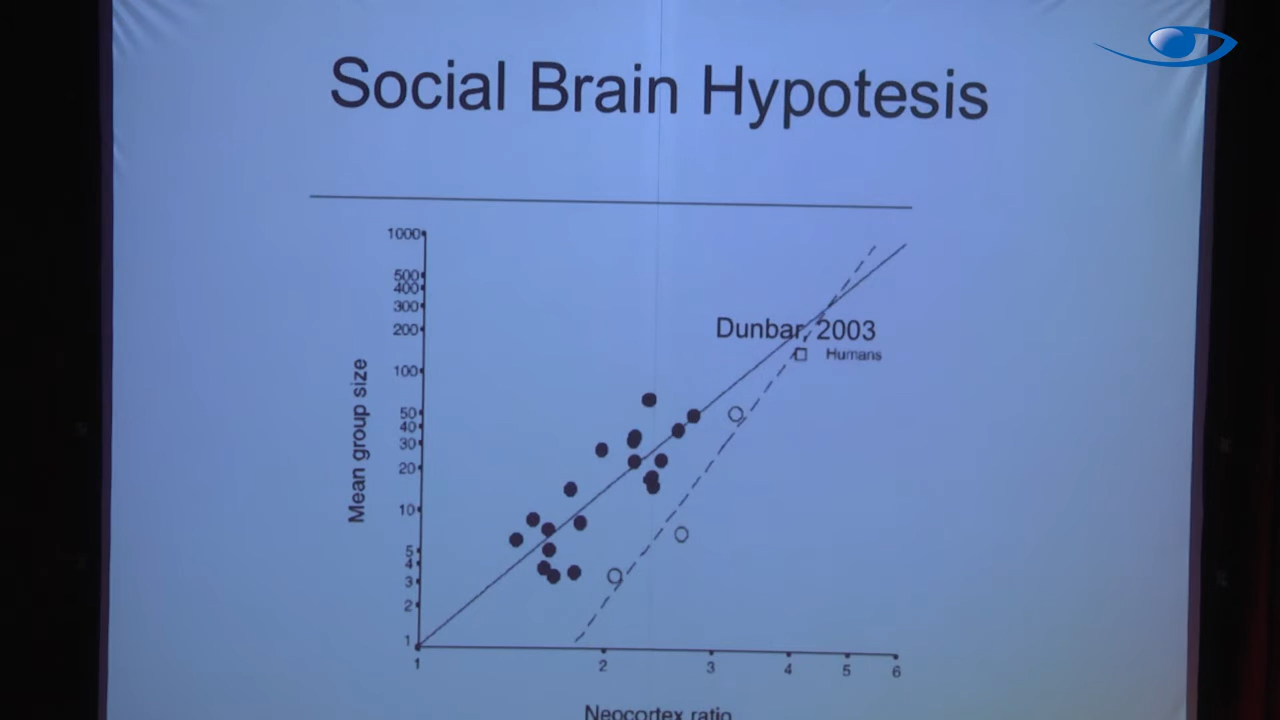 Social Brain Hypotesis
1000
500
400
300
200
100
50
40
30
20
10
5
4
3
2
1
Mean group size
Dunbar, 2003
Humans
1 2 3 4 5 6
Neocortex ratio